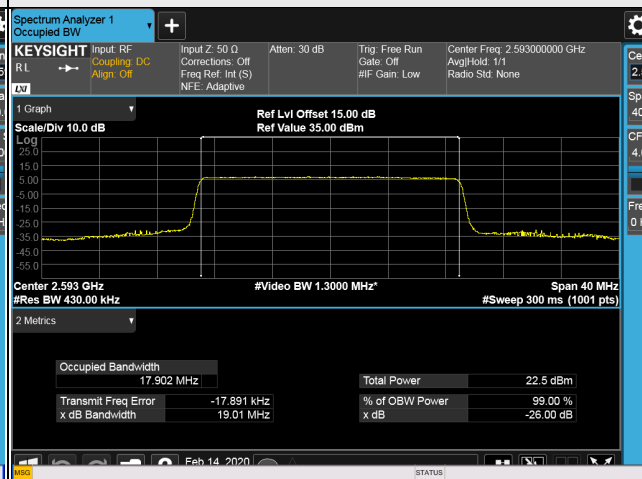 Spectrum Analyzer 1
Occupied BW
+
KEYSIGHT Input: RF Input Z: 50 Ω Atten: 30 dB Trig: Free Run Center Freq: 2.593000000 GHz
R L Coupling: DC Corrections: Off Gate: Off Avg|Hold: 1/1
Align: Off Freq Ref: Int (S) #IF Gain: Low Radio Std: None
LXI NFE: Adaptive
1 Graph
Ref Lvl Offset 15.00 dB
Scale/Div 10.0 dB Ref Value 35.00 dBm
Log
25.0
15.0
5.00
-5.00
-15.0
-25.0
-35.0
-45.0
-55.0
Center 2.593 GHz #Video BW 1.3000 MHz* Span 40 MHz
#Res BW 430.00 kHz #Sweep 300 ms (1001 pts)
2 Metrics
Occupied Bandwidth
17.902 MHz Total Power 22.5 dBm
Transmit Freq Error -17.891 kHz % of OBW Power 99.00 %
x dB Bandwidth 19.01 MHz x dB -26.00 dB
Feb 14, 2020
MSG STATUS